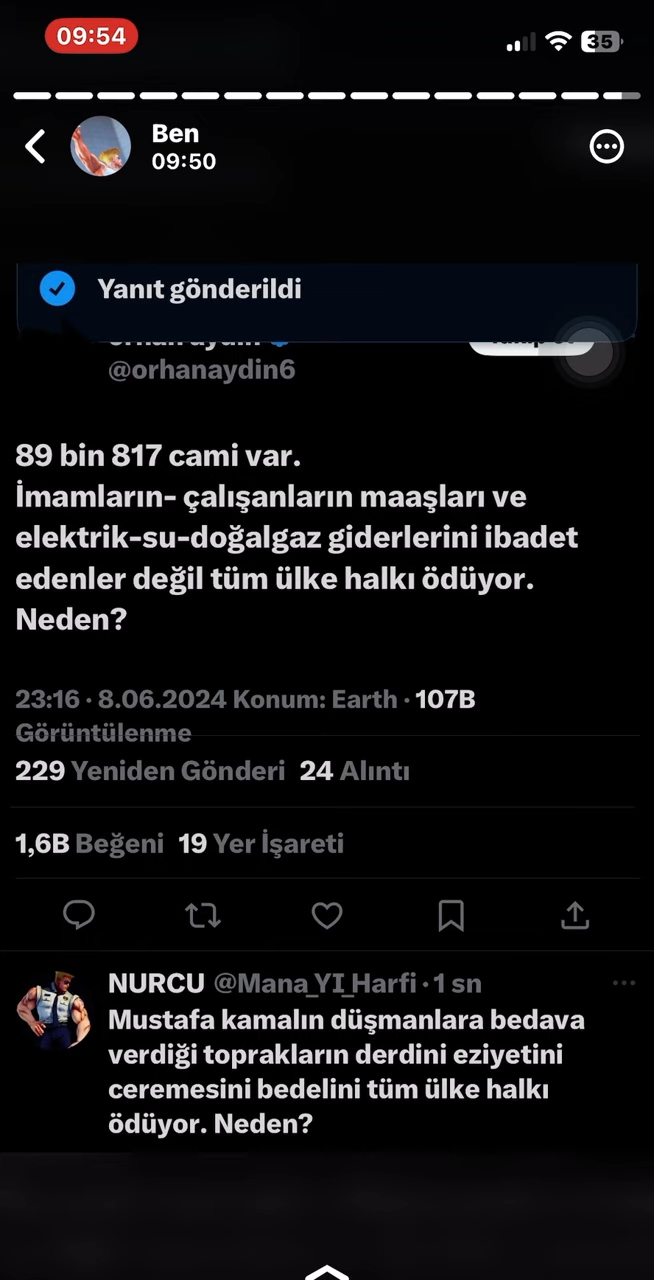 09:54
35
Ben
09:50
Yanıt gönderildi
orhan aydın
@orhanaydin6
89 bin 817 cami var.
İmamların- çalışanların maaşları ve
elektrik-su-doğalgaz giderlerini ibadet
edenler değil tüm ülke halkı ödüyor.
Neden?
23:16 · 8.06.2024 Konum: Earth · 107B
Görüntülenme
229 Yeniden Gönderi 24 Alıntı
1,6B Beğeni 19 Yer İşareti
NURCU @Mana_YI_Harfi · 1 sn
Mustafa kamalın düşmanlara bedava
verdiği toprakların derdini eziyetini
ceremesini bedelini tüm ülke halkı
ödüyor. Neden?